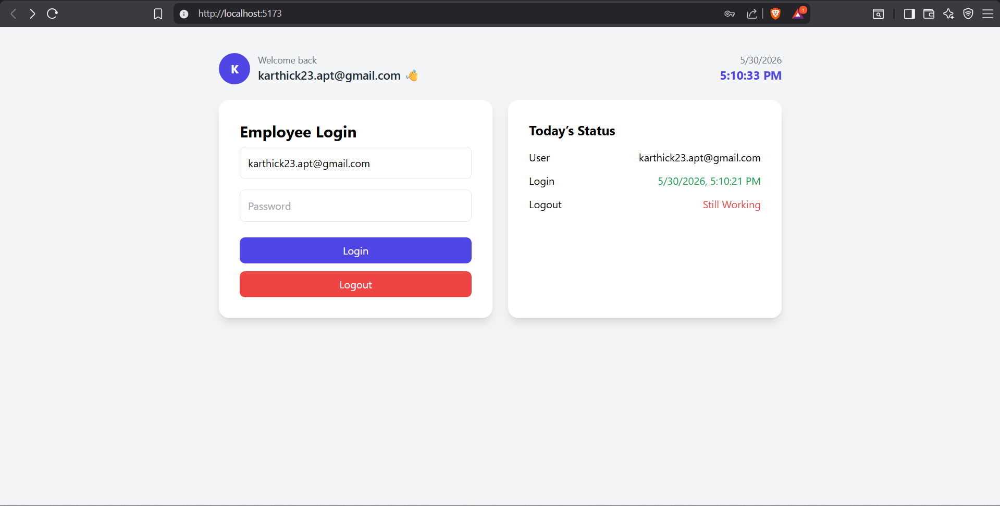 http://localhost:5173
1
K
Welcome back
karthick23.apt@gmail.com 👋
5/30/2026
5:10:33 PM
Employee Login
karthick23.apt@gmail.com
Password
Login
Logout
Today’s Status
User karthick23.apt@gmail.com
Login 5/30/2026, 5:10:21 PM
Logout Still Working